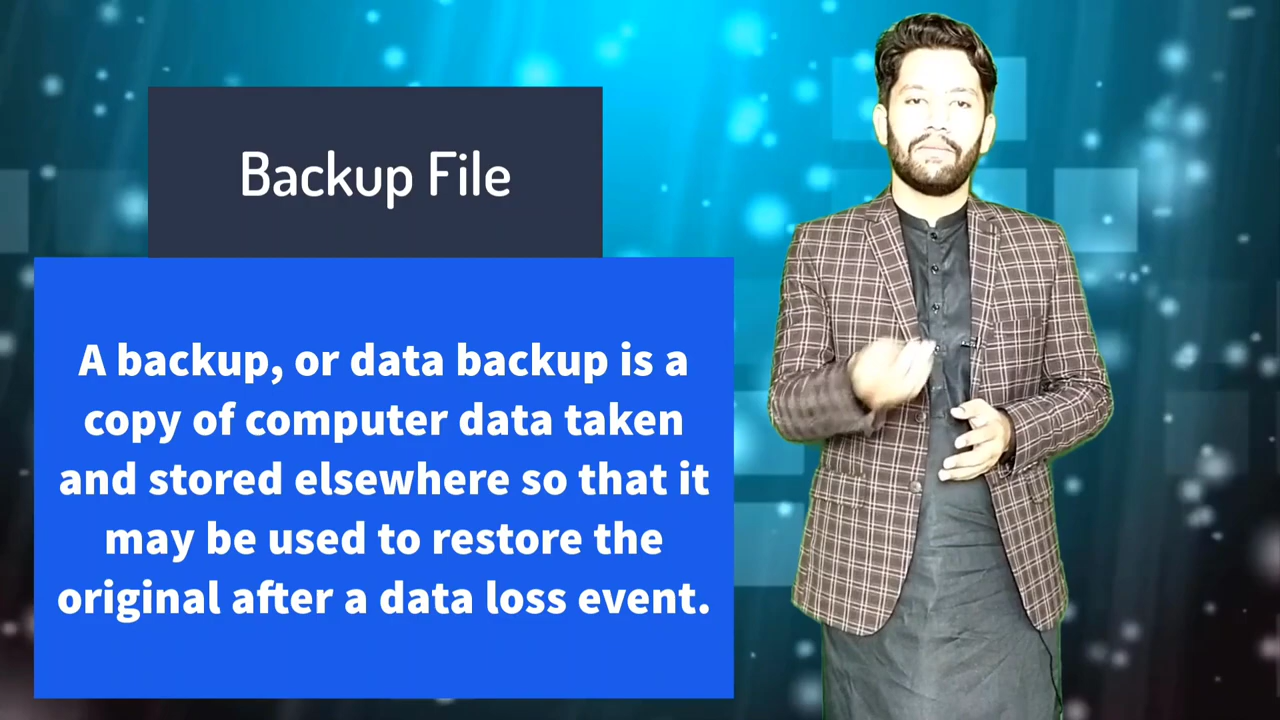 Backup File
A backup, or data backup is a
copy of computer data taken
and stored elsewhere so that it
may be used to restore the
original after a data loss event.